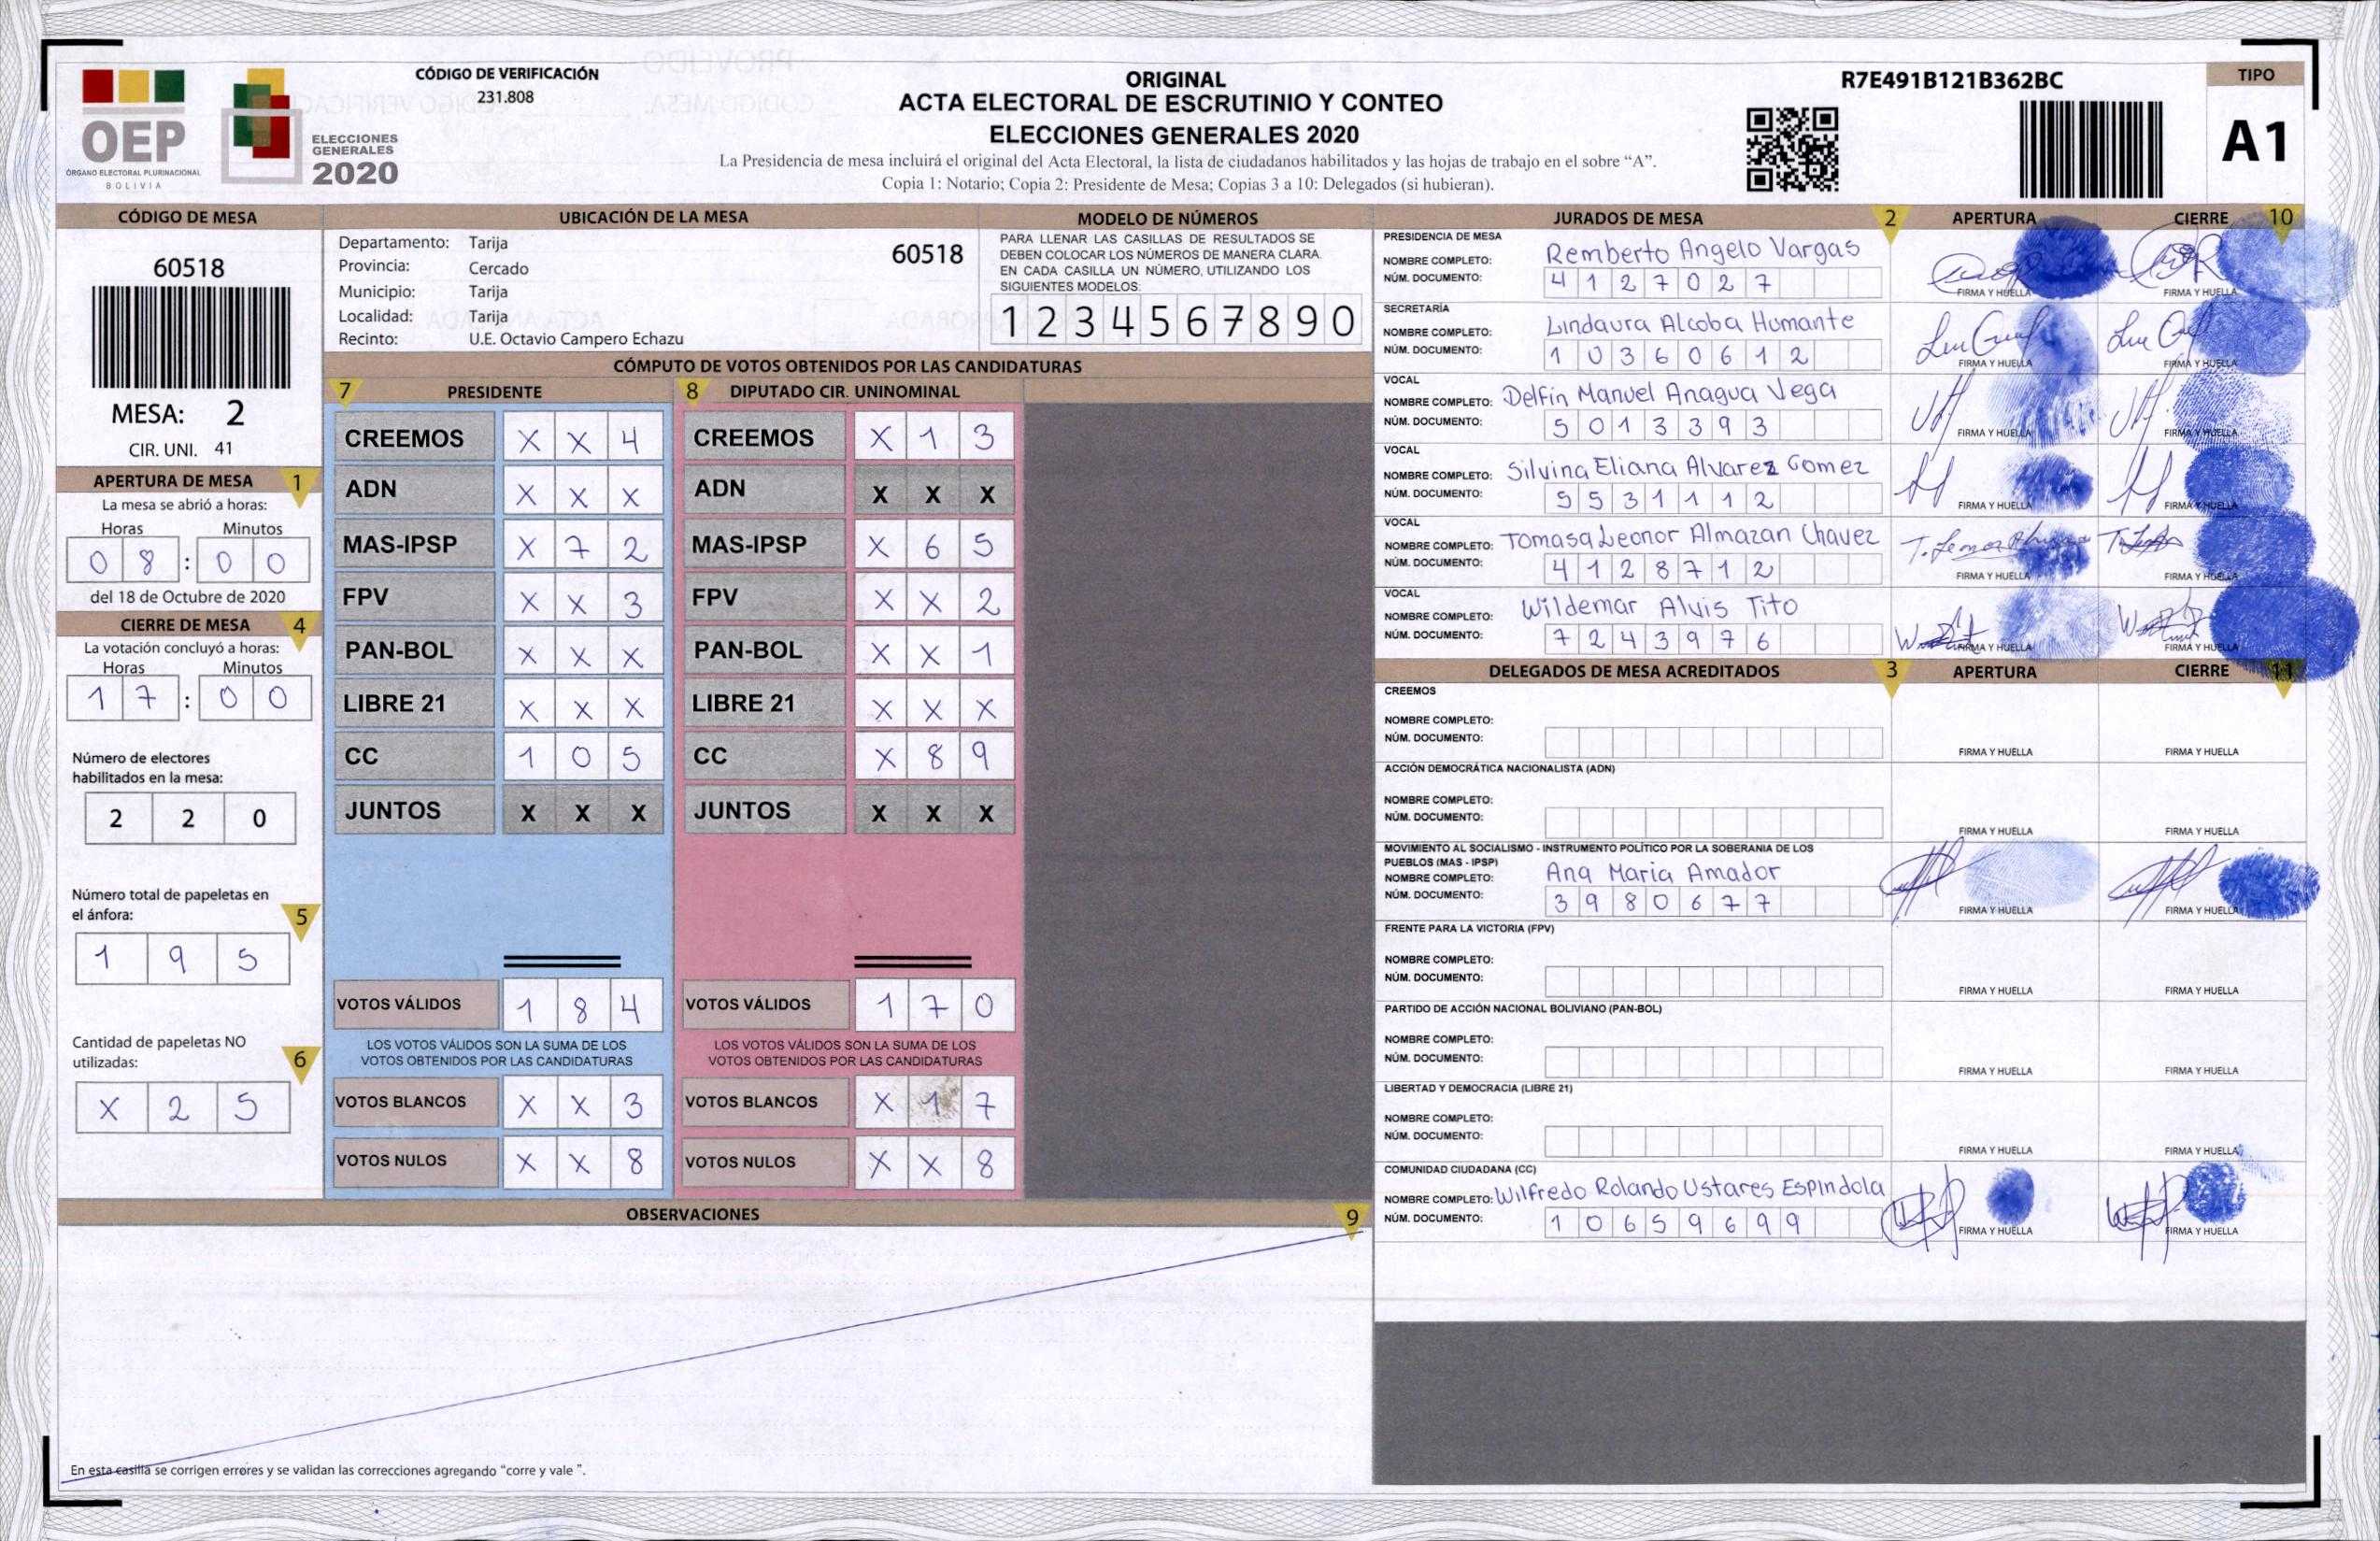 CÓDIGO DE VERIFICACIÓN
231.808
ORIGINAL
ACTA ELECTORAL DE ESCRUTINIO Y CONTEO
ELECCIONES GENERALES 2020
La Presidencia de mesa incluirá el original del Acta Electoral, la lista de ciudadanos habilitados y las hojas de trabajo en el sobre “A”.
Copia 1: Notario; Copia 2: Presidente de Mesa; Copias 3 a 10: Delegados (si hubieran).
R7E491B121B362BC
TIPO
A1
OEP
ÓRGANO ELECTORAL PLURINACIONAL
BOLIVIA
ELECCIONES
GENERALES
2020
CÓDIGO DE MESA
60518
MESA: 2
CIR. UNI. 41
APERTURA DE MESA 1
La mesa se abrió a horas:
Horas Minutos
0 8 : 0 0
del 18 de Octubre de 2020
CIERRE DE MESA 4
La votación concluyó a horas:
Horas Minutos
1 7 : 0 0
Número de electores
habilitados en la mesa:
2 2 0
Número total de papeletas en
el ánfora: 5
1 9 5
Cantidad de papeletas NO
utilizadas: 6
X 2 5
UBICACIÓN DE LA MESA
Departamento: Tarija 60518
Provincia: Cercado
Municipio: Tarija
Localidad: Tarija
Recinto: U.E. Octavio Campero Echazu
MODELO DE NÚMEROS
PARA LLENAR LAS CASILLAS DE RESULTADOS SE
DEBEN COLOCAR LOS NÚMEROS DE MANERA CLARA.
EN CADA CASILLA UN NÚMERO, UTILIZANDO LOS
SIGUIENTES MODELOS:
1 2 3 4 5 6 7 8 9 0
CÓMPUTO DE VOTOS OBTENIDOS POR LAS CANDIDATURAS
7 PRESIDENTE 8 DIPUTADO CIR. UNINOMINAL
CREEMOS X X 4 CREEMOS X 1 3
ADN X X X ADN X X X
MAS-IPSP X 7 2 MAS-IPSP X 6 5
FPV X X 3 FPV X X 2
PAN-BOL X X X PAN-BOL X X 1
LIBRE 21 X X X LIBRE 21 X X X
CC 1 0 5 CC X 8 9
JUNTOS X X X JUNTOS X X X
VOTOS VÁLIDOS 1 8 4 VOTOS VÁLIDOS 1 7 0
LOS VOTOS VÁLIDOS SON LA SUMA DE LOS LOS VOTOS VÁLIDOS SON LA SUMA DE LOS
VOTOS OBTENIDOS POR LAS CANDIDATURAS VOTOS OBTENIDOS POR LAS CANDIDATURAS
VOTOS BLANCOS X X 3 VOTOS BLANCOS X 1 7
VOTOS NULOS X X 8 VOTOS NULOS X X 8
OBSERVACIONES 9
En esta casilla se corrigen errores y se validan las correcciones agregando “corre y vale ”.
JURADOS DE MESA 2 APERTURA CIERRE 10
PRESIDENCIA DE MESA
NOMBRE COMPLETO: Remberto Angelo Vargas
NÚM. DOCUMENTO: 4 1 2 7 0 2 7
FIRMA Y HUELLA FIRMA Y HUELLA
SECRETARÍA
NOMBRE COMPLETO: Lindaura Alcoba Humante
NÚM. DOCUMENTO: 1 0 3 6 0 6 1 2
FIRMA Y HUELLA FIRMA Y HUELLA
VOCAL
NOMBRE COMPLETO: Delfin Manuel Anagua Vega
NÚM. DOCUMENTO: 5 0 1 3 3 9 3
FIRMA Y HUELLA FIRMA Y HUELLA
VOCAL
NOMBRE COMPLETO: Silvina Eliana Alvarez Gomez
NÚM. DOCUMENTO: 5 5 3 1 1 1 2
FIRMA Y HUELLA FIRMA Y HUELLA
VOCAL
NOMBRE COMPLETO: Tomasa Leonor Almazan Chavez
NÚM. DOCUMENTO: 4 1 2 8 7 1 2
FIRMA Y HUELLA FIRMA Y HUELLA
VOCAL
NOMBRE COMPLETO: Wildemar Alvis Tito
NÚM. DOCUMENTO: 7 2 4 3 9 7 6
FIRMA Y HUELLA FIRMA Y HUELLA
DELEGADOS DE MESA ACREDITADOS 3 APERTURA CIERRE 11
CREEMOS
NOMBRE COMPLETO:
NÚM. DOCUMENTO:
FIRMA Y HUELLA FIRMA Y HUELLA
ACCIÓN DEMOCRÁTICA NACIONALISTA (ADN)
NOMBRE COMPLETO:
NÚM. DOCUMENTO:
FIRMA Y HUELLA FIRMA Y HUELLA
MOVIMIENTO AL SOCIALISMO - INSTRUMENTO POLÍTICO POR LA SOBERANIA DE LOS
PUEBLOS (MAS - IPSP)
NOMBRE COMPLETO: Ana Maria Amador
NÚM. DOCUMENTO: 3 9 8 0 6 7 7
FIRMA Y HUELLA FIRMA Y HUELLA
FRENTE PARA LA VICTORIA (FPV)
NOMBRE COMPLETO:
NÚM. DOCUMENTO:
FIRMA Y HUELLA FIRMA Y HUELLA
PARTIDO DE ACCIÓN NACIONAL BOLIVIANO (PAN-BOL)
NOMBRE COMPLETO:
NÚM. DOCUMENTO:
FIRMA Y HUELLA FIRMA Y HUELLA
LIBERTAD Y DEMOCRACIA (LIBRE 21)
NOMBRE COMPLETO:
NÚM. DOCUMENTO:
FIRMA Y HUELLA FIRMA Y HUELLA
COMUNIDAD CIUDADANA (CC)
NOMBRE COMPLETO: Wilfredo Rolando Ustares Espindola
NÚM. DOCUMENTO: 1 0 6 5 9 6 9 9
FIRMA Y HUELLA FIRMA Y HUELLA